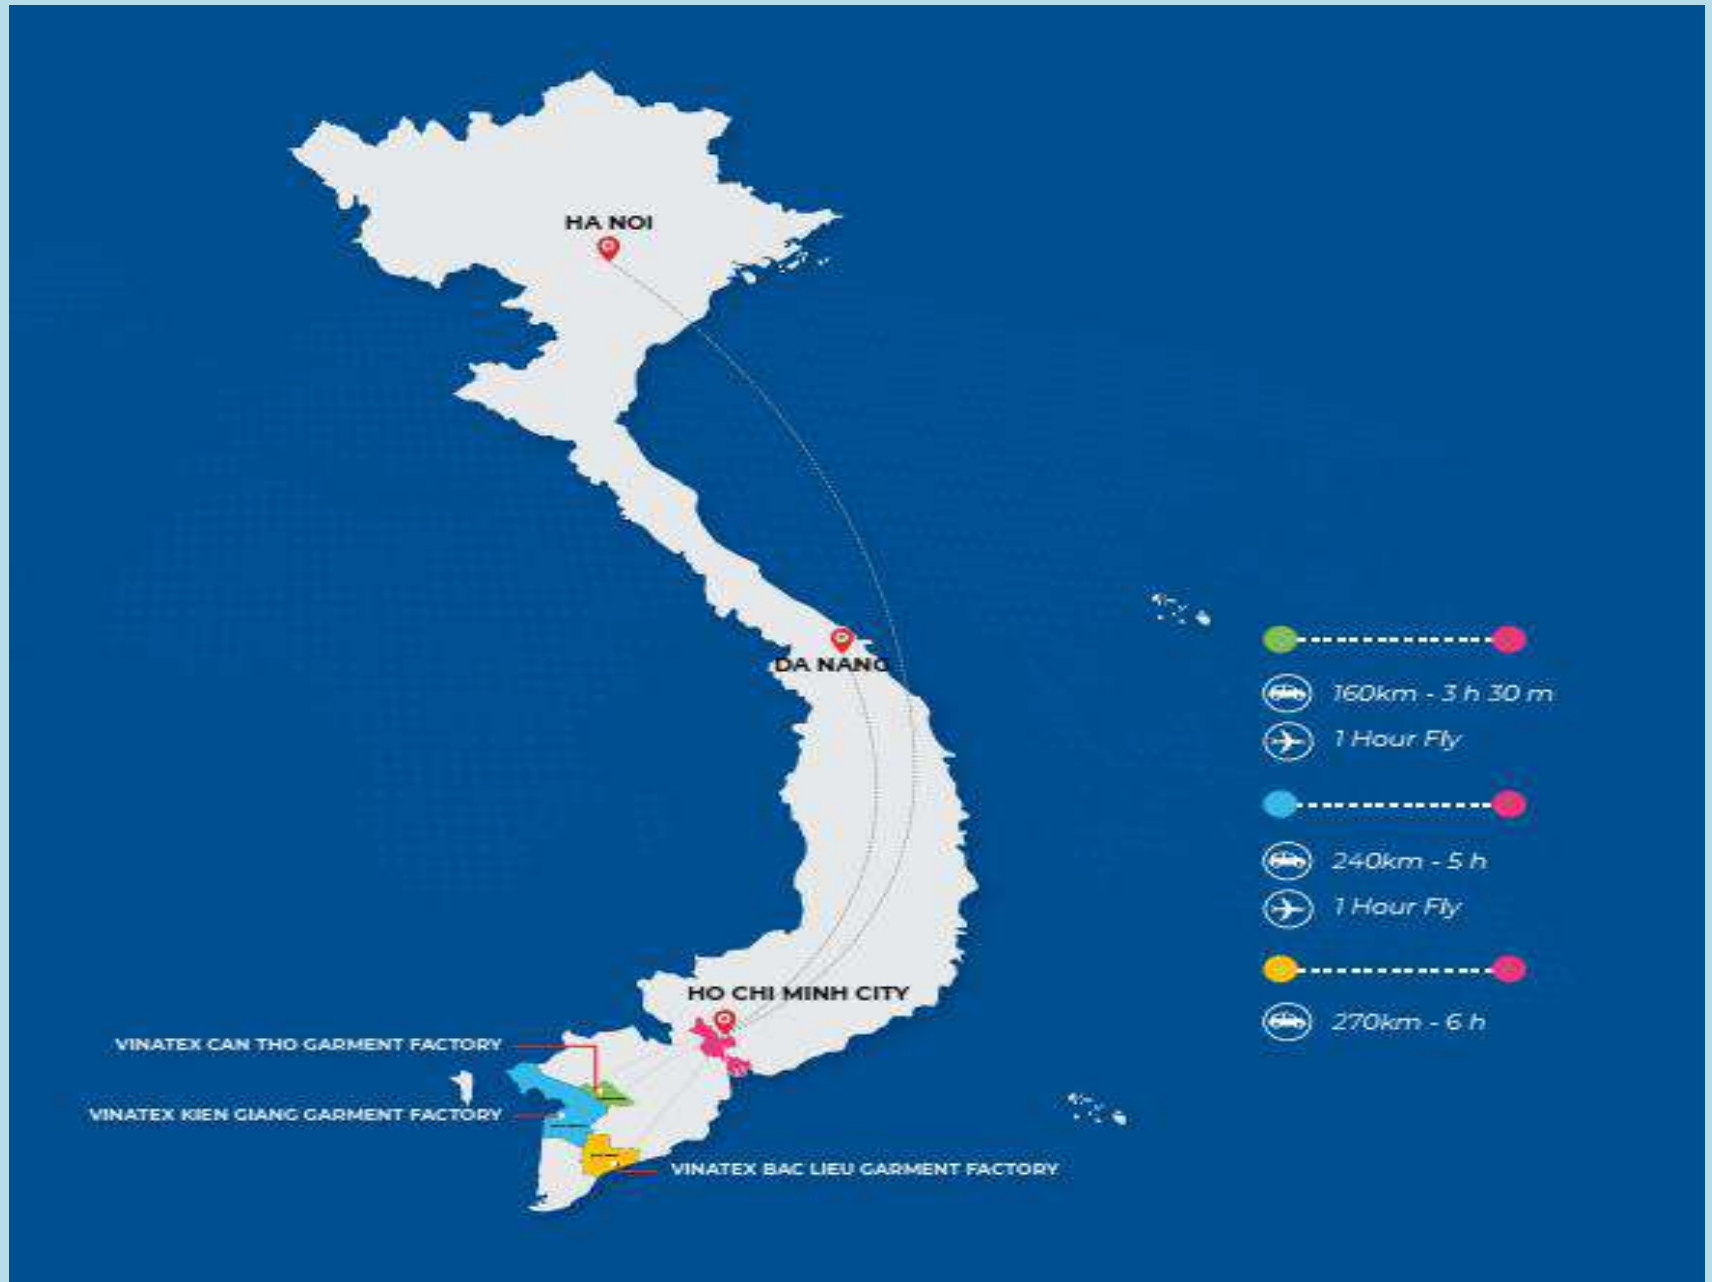 HA NOI
DA NANG
160km - 3 h 30 m
1 Hour Fly
240km - 5 h
1 Hour Fly
HO CHI MINH CITY
270km - 6 h
VINATEX CAN THO GARMENT FACTORY
VINATEX KIEN GIANG GARMENT FACTORY
VINATEX BAC LIEU GARMENT FACTORY